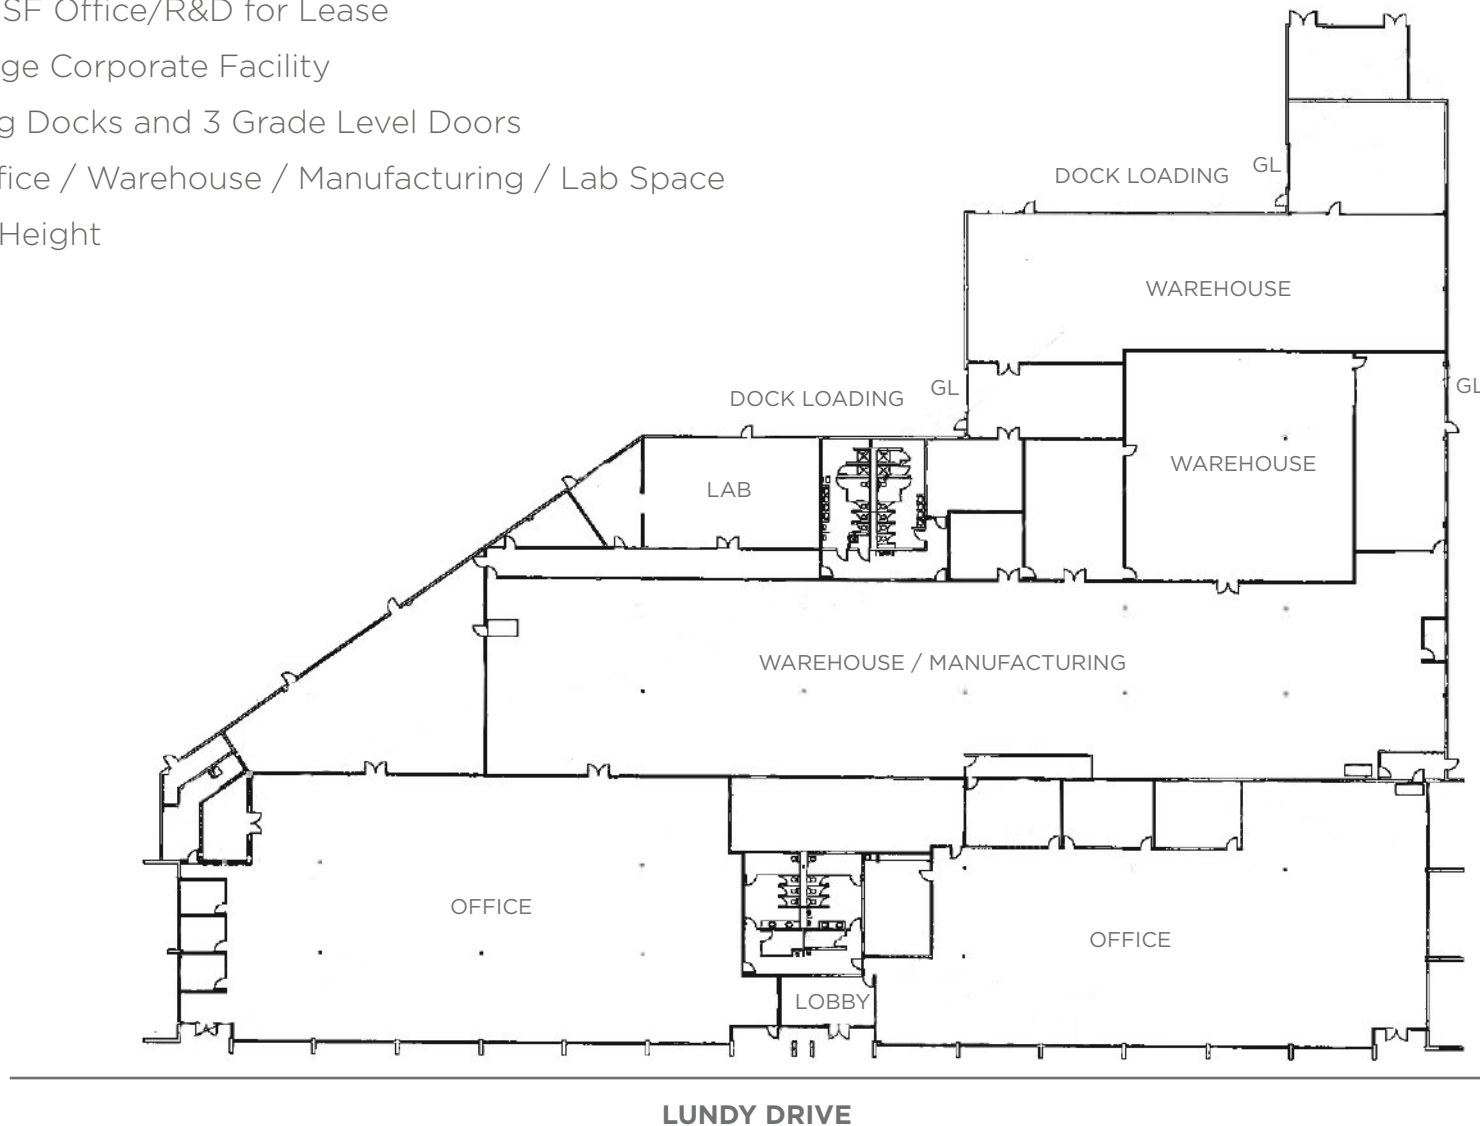 SF Office/R&D for Lease
ge Corporate Facility
g Docks and 3 Grade Level Doors
fice / Warehouse / Manufacturing / Lab Space
Height
DOCK LOADING
GL
WAREHOUSE
DOCK LOADING
GL
GL
WAREHOUSE
LAB
WAREHOUSE / MANUFACTURING
OFFICE
OFFICE
LOBBY
LUNDY DRIVE